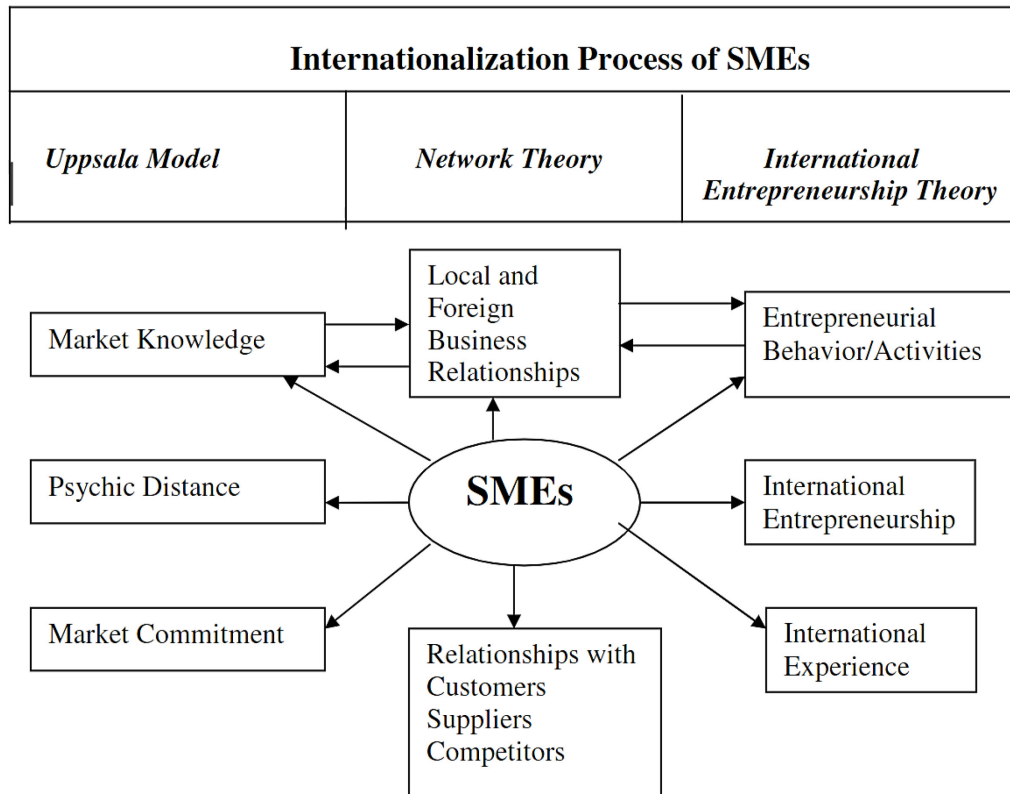 Internationalization Process of SMEs
Uppsala Model
Network Theory
International
Entrepreneurship Theory
Local and
Foreign
Business
Relationships
Market Knowledge
Entrepreneurial
Behavior/Activities
Psychic Distance
SMEs
International
Entrepreneurship
Market Commitment
Relationships with
Customers
Suppliers
Competitors
International
Experience